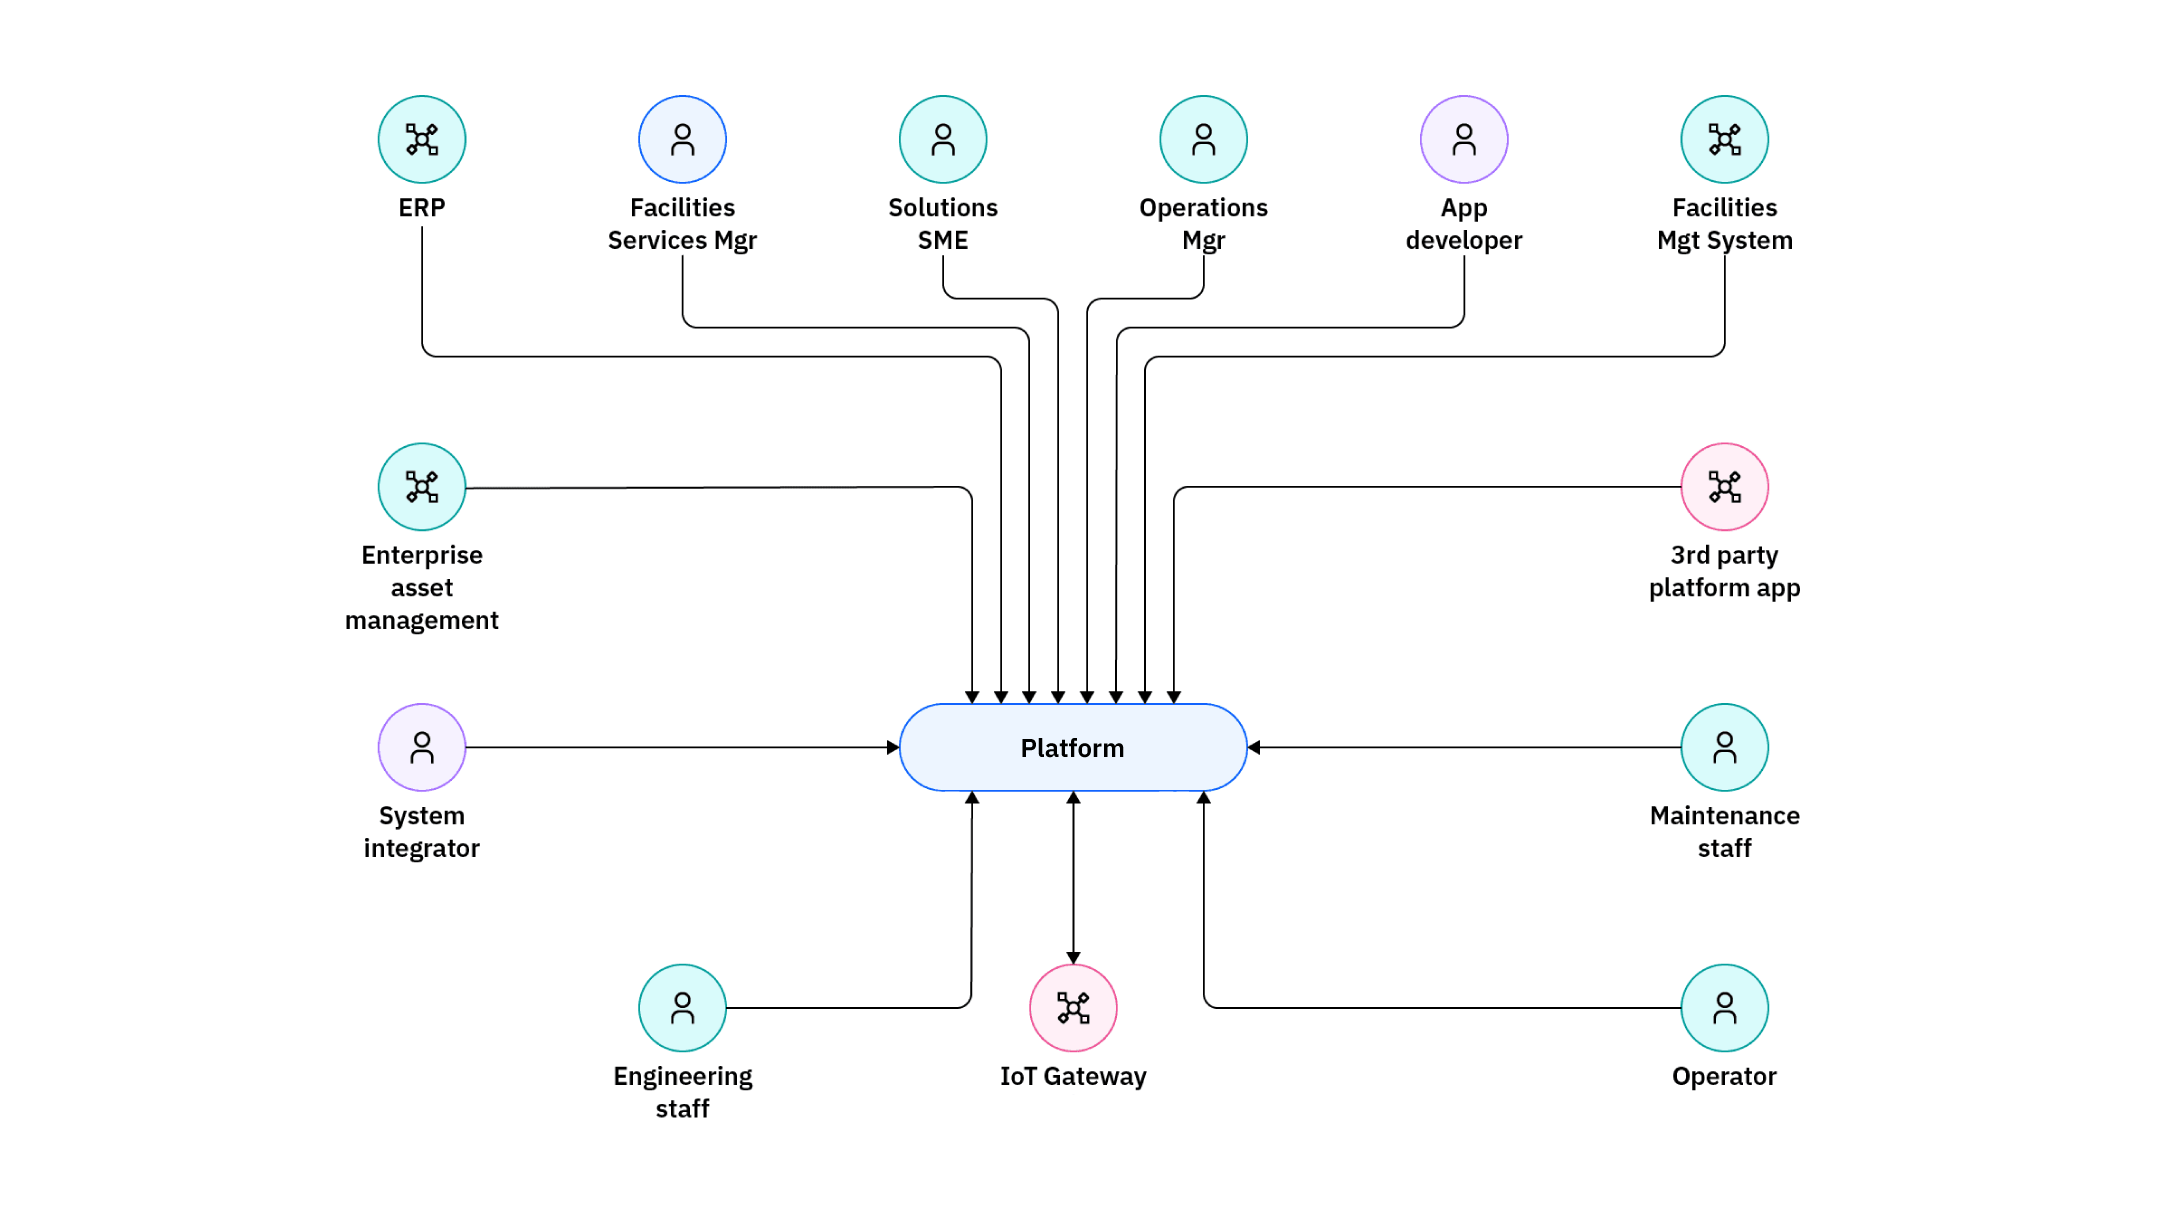 ERP
Facilities
Services Mgr
Solutions
SME
Operations
Mgr
App
developer
Facilities
Mgt System
Enterprise
asset
management
3rd party
platform app
System
integrator
Platform
Maintenance
staff
Engineering
staff
IoT Gateway
Operator